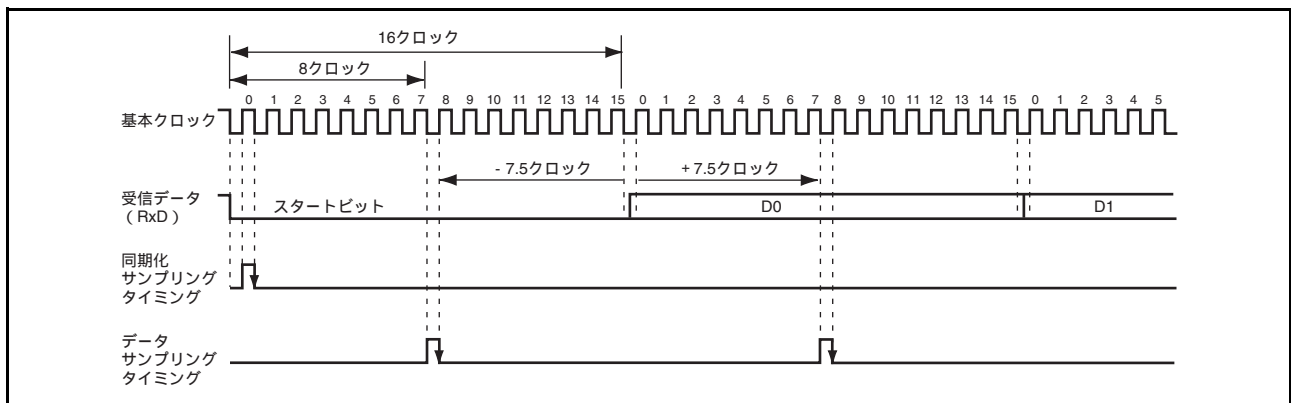 16クロック
8クロック
0 1 2 3 4 5 6 7 8 9 10 11 12 13 14 15 0 1 2 3 4 5 6 7 8 9 10 11 12 13 14 15 0 1 2 3 4 5
基本クロック
- 7.5クロック
+7.5クロック
受信データ
（RxD）
スタートビット
D0
D1
同期化
サンプリング
タイミング
データ
サンプリング
タイミング